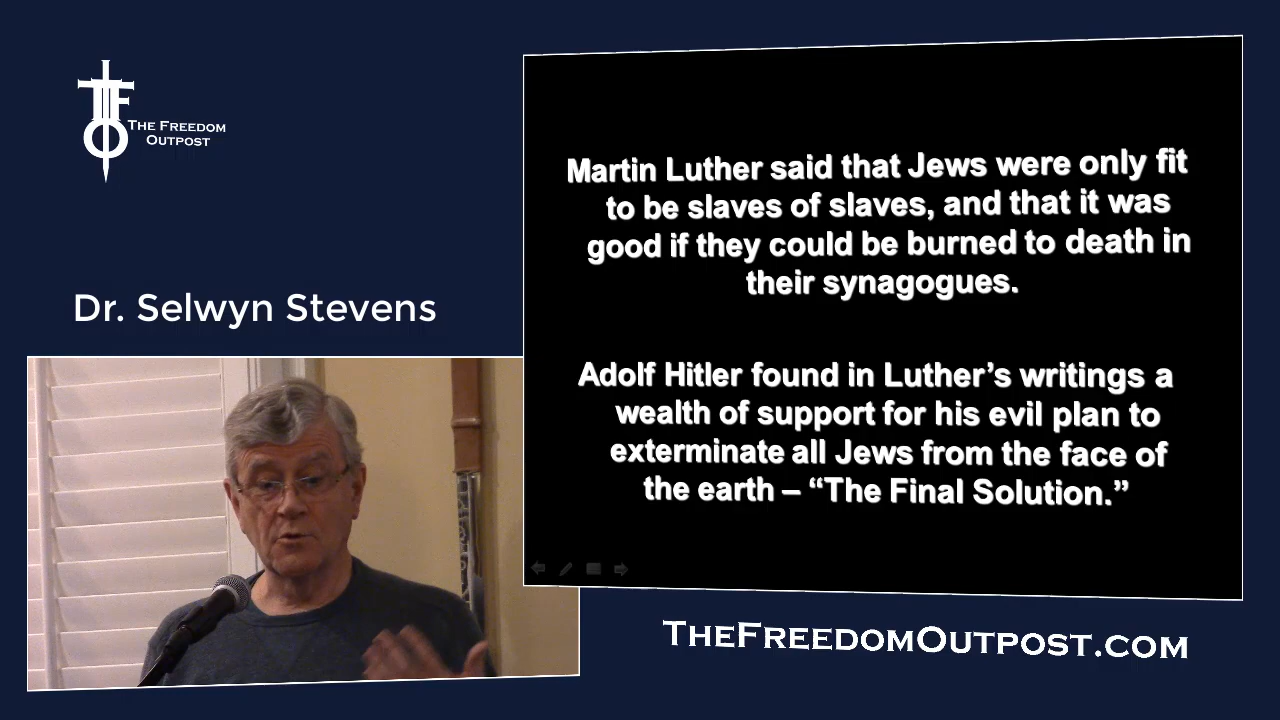 TF
O
The Freedom
Outpost
Dr. Selwyn Stevens
Martin Luther said that Jews were only fit
to be slaves of slaves, and that it was
good if they could be burned to death in
their synagogues.
Adolf Hitler found in Luther’s writings a
wealth of support for his evil plan to
exterminate all Jews from the face of
the earth – “The Final Solution.”
TheFreedomOutpost.com